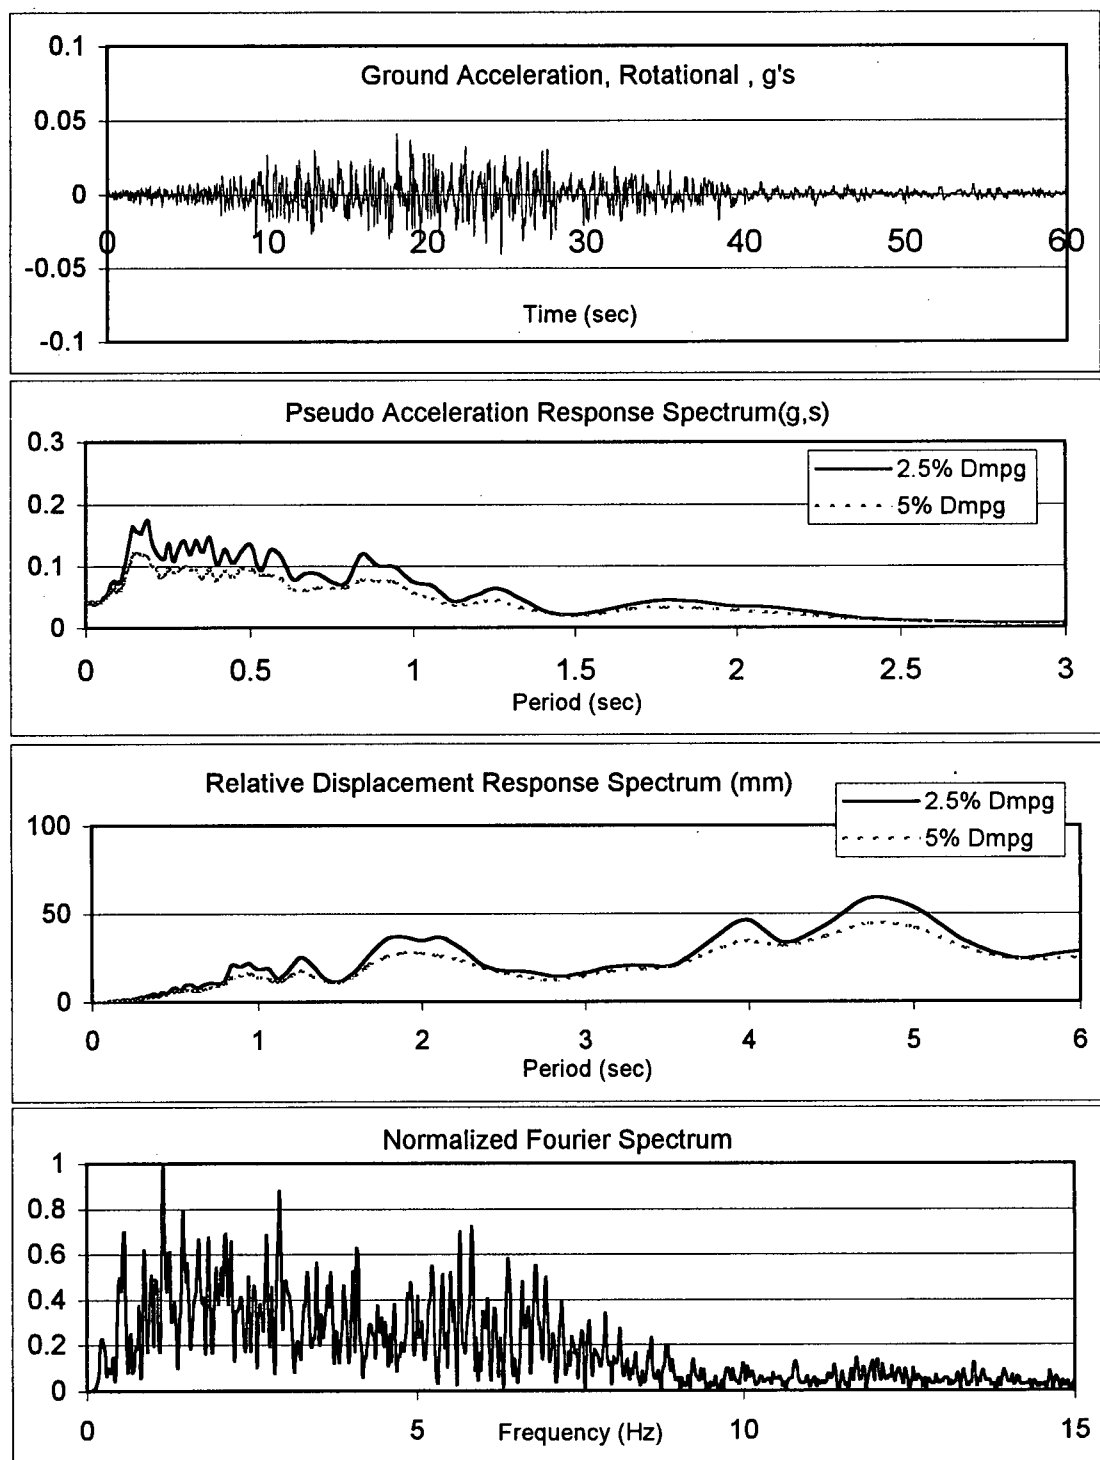 Ground Acceleration, Rotational , g's
0.1
0.05
0
-0.05
-0.1
0 10 20 30 40 50 60
Time (sec)
Pseudo Acceleration Response Spectrum(g,s)
2.5% Dmpg
5% Dmpg
0.3
0.2
0.1
0
0 0.5 1 1.5 2 2.5 3
Period (sec)
Relative Displacement Response Spectrum (mm)
2.5% Dmpg
5% Dmpg
100
50
0
0 1 2 3 4 5 6
Period (sec)
Normalized Fourier Spectrum
1
0.8
0.6
0.4
0.2
0
0 5 10 15
Frequency (Hz)